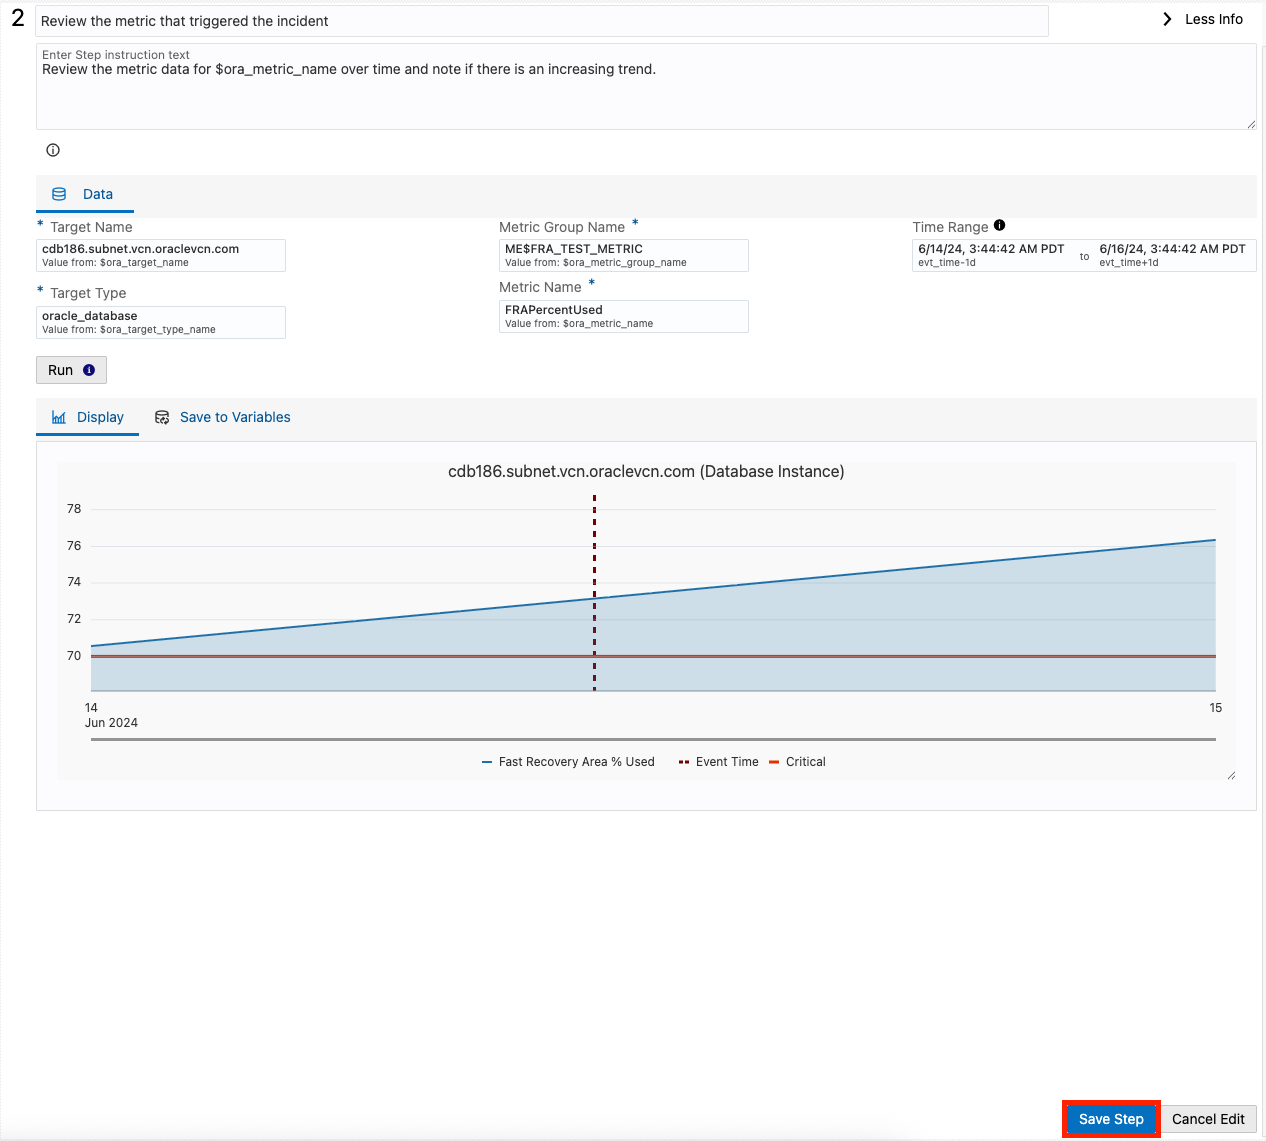 2
Review the metric that triggered the incident
Less Info
Enter Step instruction text
Review the metric data for $ora_metric_name over time and note if there is an increasing trend.
Data
* Target Name
cdb186.subnet.vcn.oraclevcn.com
Value from: $ora_target_name
* Target Type
oracle_database
Value from: $ora_target_type_name
Metric Group Name *
ME$FRA_TEST_METRIC
Value from: $ora_metric_group_name
Metric Name *
FRAPercentUsed
Value from: $ora_metric_name
Time Range
6/14/24, 3:44:42 AM PDT
evt_time-1d
to
6/16/24, 3:44:42 AM PDT
evt_time+1d
Run
Display
Save to Variables
cdb186.subnet.vcn.oraclevcn.com (Database Instance)
78
76
74
72
70
14
Jun 2024
15
Fast Recovery Area % Used
Event Time
Critical
Save Step
Cancel Edit